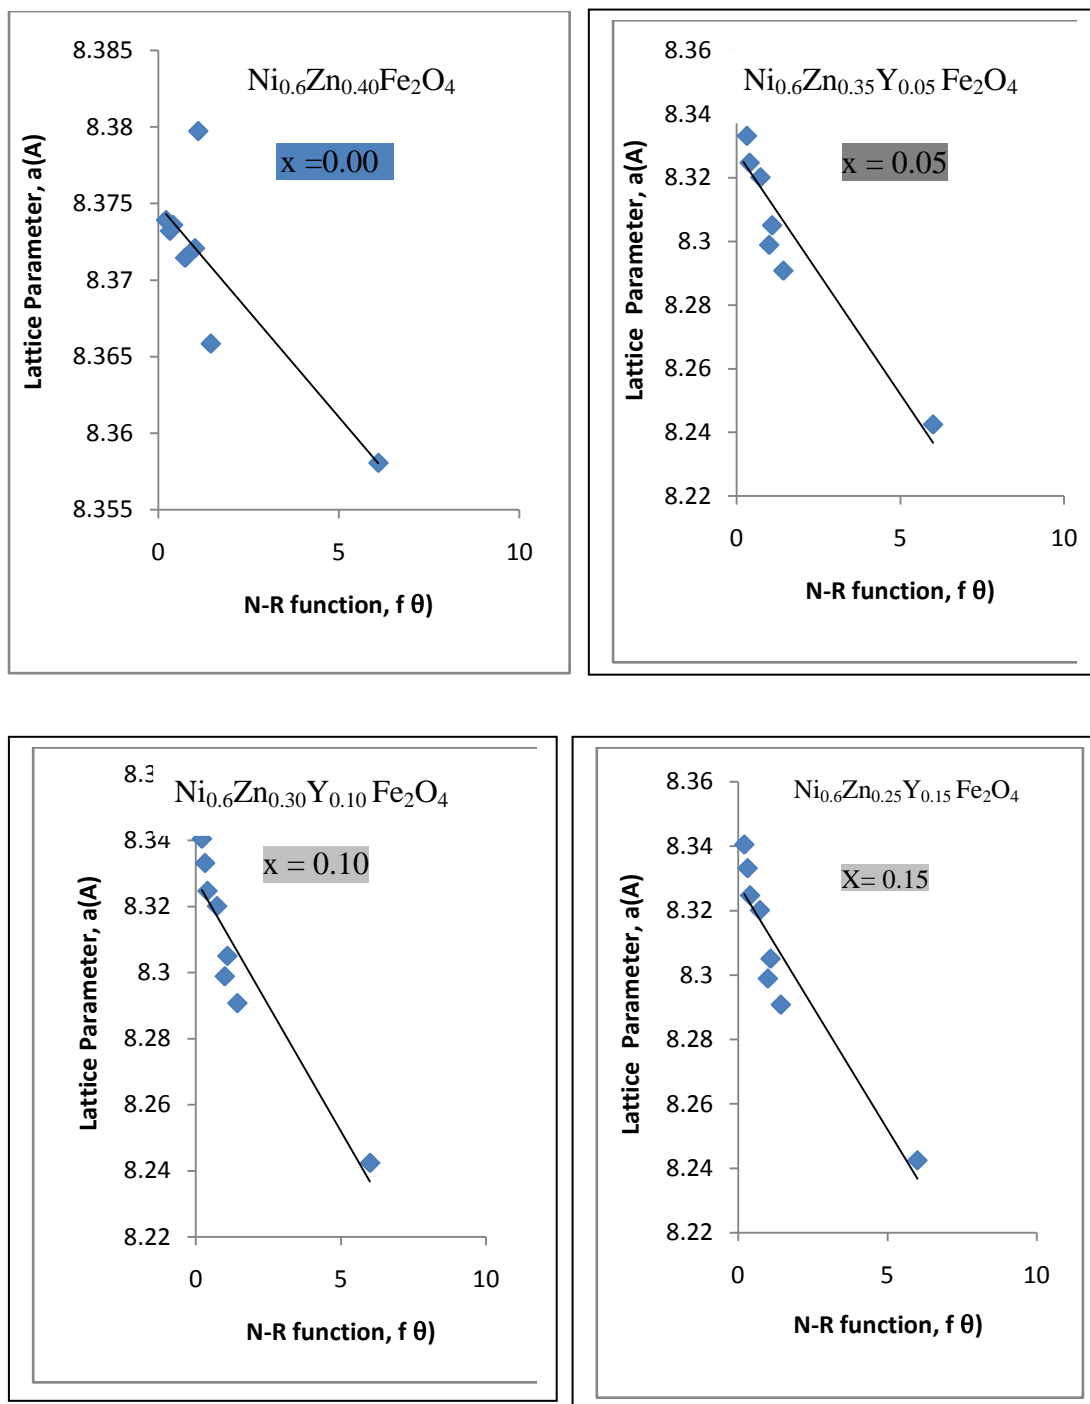 8.385
8.38
8.375
8.37
8.365
8.36
8.355
0
5
10
Lattice Parameter, a(A)
N-R function, f θ)
Ni0.6Zn0.40Fe2O4
x =0.00
8.36
8.34
8.32
8.3
8.28
8.26
8.24
8.22
0
5
10
Lattice Parameter, a(A)
N-R function, f θ)
Ni0.6Zn0.35Y0.05 Fe2O4
x = 0.05
8.34
8.32
8.3
8.28
8.26
8.24
8.22
0
5
10
Lattice Parameter, a(A)
N-R function, f θ)
Ni0.6Zn0.30Y0.10 Fe2O4
x = 0.10
8.36
8.34
8.32
8.3
8.28
8.26
8.24
8.22
0
5
10
Lattice Parameter, a(A)
N-R function, f θ)
Ni0.6Zn0.25Y0.15 Fe2O4
X= 0.15